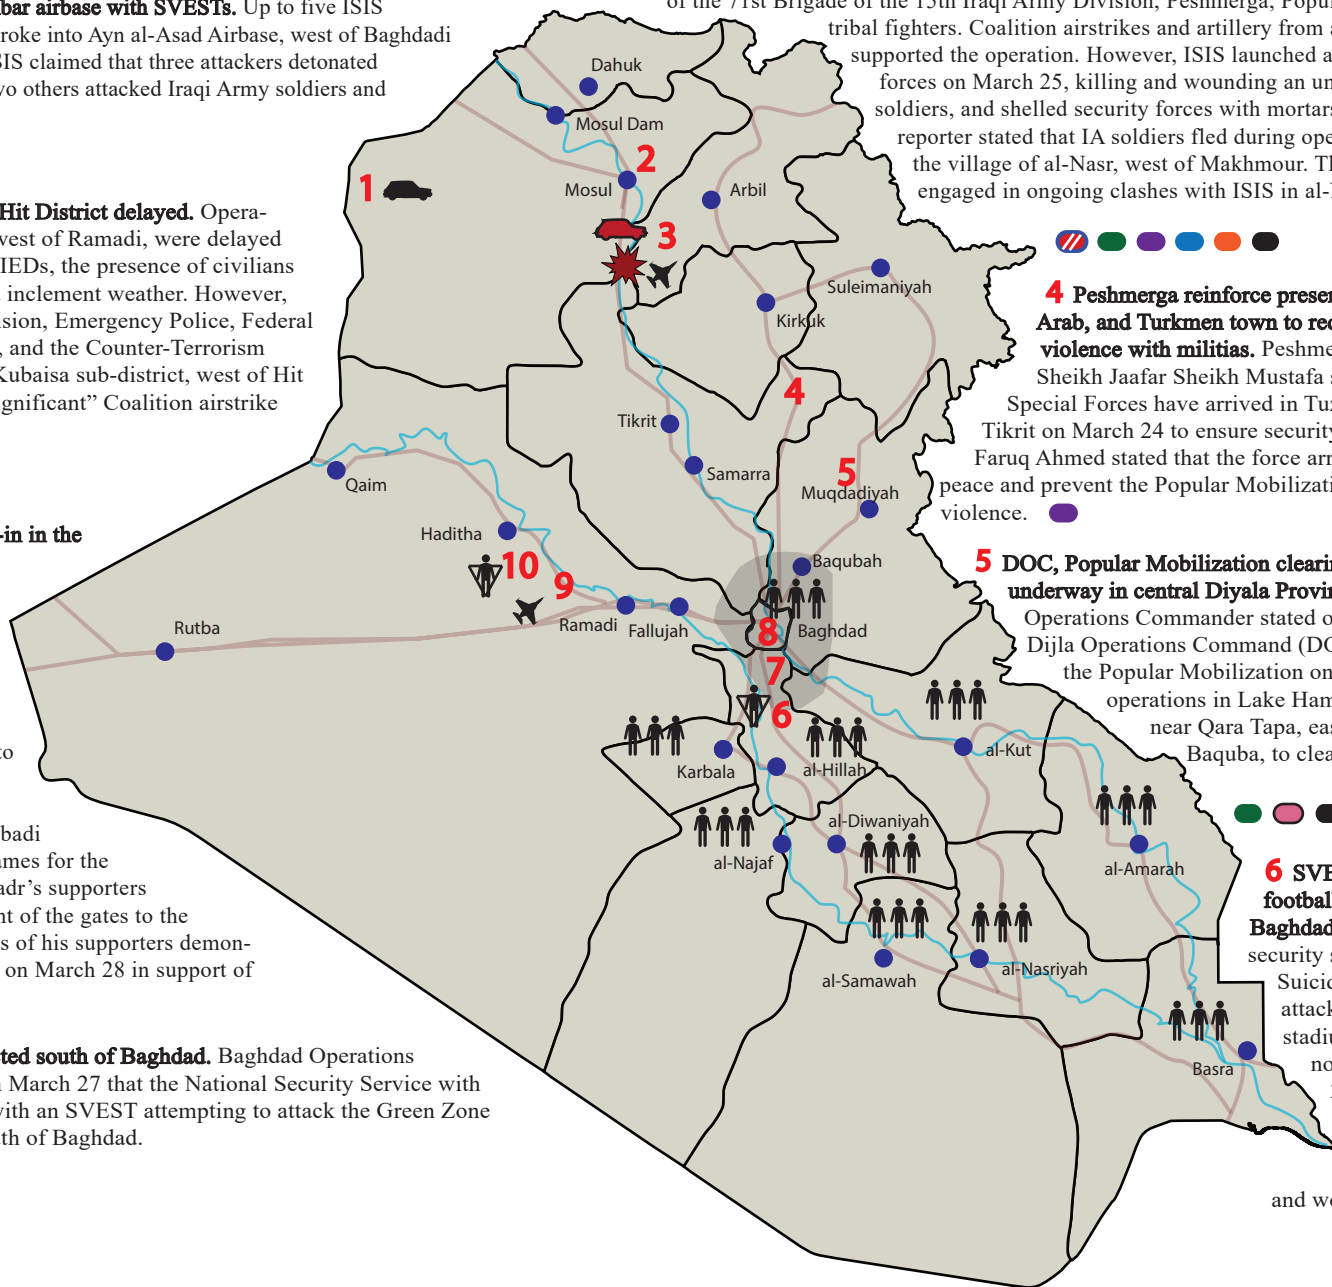 bar airbase with SVESTs. Up to five ISIS
roke into Ayn al-Asad Airbase, west of Baghdadi
SIS claimed that three attackers detonated
wo others attacked Iraqi Army soldiers and
Hit District delayed. Opera-
west of Ramadi, were delayed
IEDs, the presence of civilians
inclement weather. However,
ision, Emergency Police, Federal
, and the Counter-Terrorism
Kubaisa sub-district, west of Hit
gnificant” Coalition airstrike
-in in the
to
badi
ames for the
adr’s supporters
nt of the gates to the
s of his supporters demon-
on March 28 in support of
sted south of Baghdad. Baghdad Operations
n March 27 that the National Security Service with
with an SVEST attempting to attack the Green Zone
uth of Baghdad.
of the 71st Brigade of the 15th Iraqi Army Division, Peshmerga, Popul
tribal fighters. Coalition airstrikes and artillery from a
supported the operation. However, ISIS launched a
forces on March 25, killing and wounding an un
soldiers, and shelled security forces with mortars
reporter stated that IA soldiers fled during ope
the village of al-Nasr, west of Makhmour. Th
engaged in ongoing clashes with ISIS in al-
4 Peshmerga reinforce presen
Arab, and Turkmen town to red
violence with militias. Peshme
Sheikh Jaafar Sheikh Mustafa s
Special Forces have arrived in Tuz
Tikrit on March 24 to ensure security
Faruq Ahmed stated that the force arr
peace and prevent the Popular Mobilizati
violence.
5 DOC, Popular Mobilization clearin
underway in central Diyala Provin
Operations Commander stated o
Dijla Operations Command (DO
the Popular Mobilization on
operations in Lake Ham
near Qara Tapa, eas
Baquba, to clea
6 SVE
football
Baghdad
security s
Suicid
attack
stadiu
no
and wo
Dahuk
Mosul Dam
2
Mosul
Arbil
1
3
Suleimaniyah
Kirkuk
4
Tikrit
Samarra
5
Muqdadiyah
Qaim
Haditha
Baqubah
10
9
Ramadi
Fallujah
8
Baghdad
Rutba
7
6
Karbala
al-Hillah
al-Kut
al-Najaf
al-Diwaniyah
al-Amarah
al-Samawah
al-Nasriyah
Basra